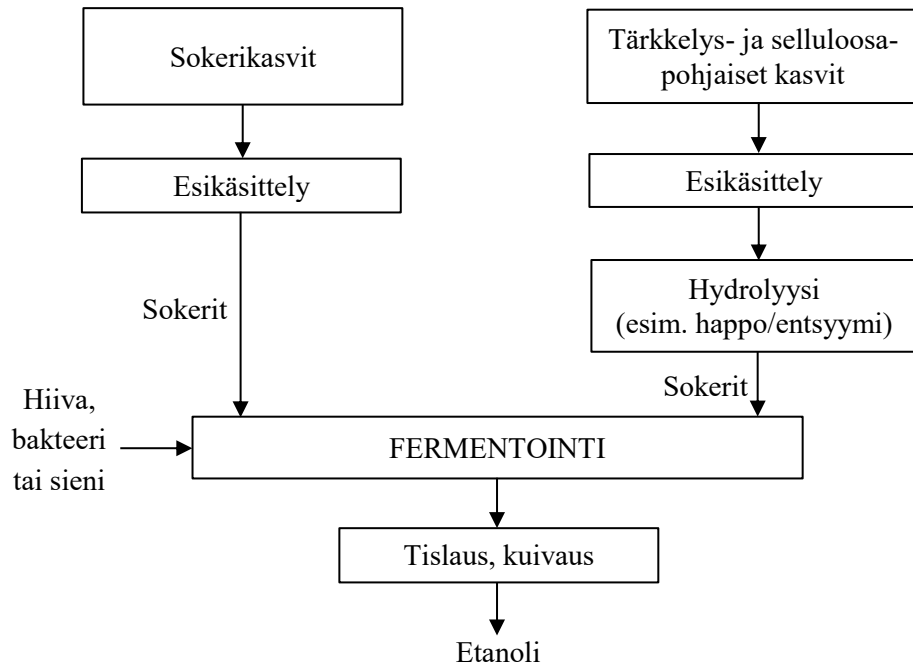 Sokerikasvit
Tärkkelys- ja selluloosa-
pohjaiset kasvit
Esikäsittely
Esikäsittely
Hydrolyysi
(esim. happo/entsyymi)
Sokerit
Sokerit
Hiiva,
bakteeri
tai sieni
FERMENTOINTI
Tislaus, kuivaus
Etanoli